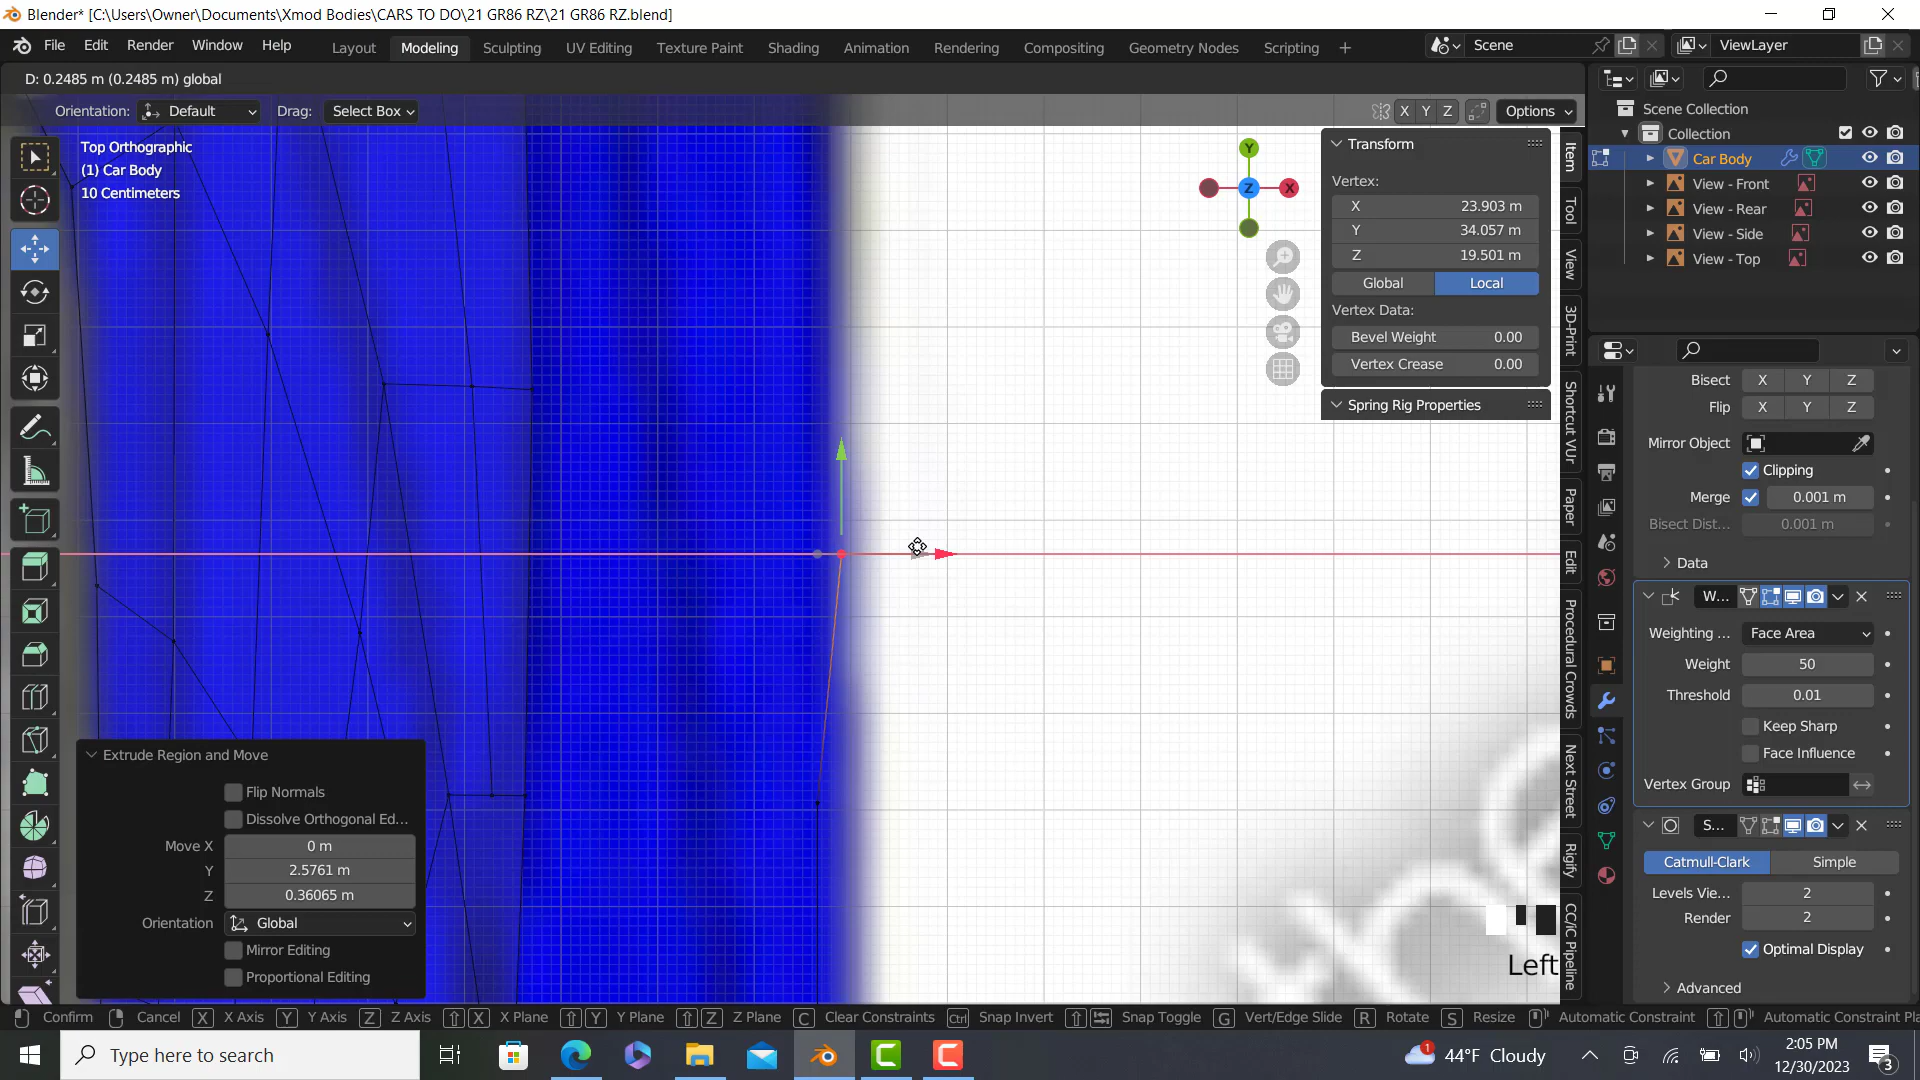 Blender* [C:\Users\Owner\Documents\Xmod Bodies\CARS TO DO\21 GR86 RZ\21 GR86 RZ.blend]
File Edit Render Window Help
Layout Modeling Sculpting UV Editing Texture Paint Shading Animation Rendering Compositing Geometry Nodes Scripting +
Scene
ViewLayer
D: 0.2485 m (0.2485 m) global
Orientation: Default Drag: Select Box
X Y Z Options
Top Orthographic
(1) Car Body
10 Centimeters
Y
X
Z
Transform
Vertex:
X 23.903 m
Y 34.057 m
Z 19.501 m
Global Local
Vertex Data:
Bevel Weight 0.00
Vertex Crease 0.00
Spring Rig Properties
Item
Tool
View
3D-Print
Shortcut VUr
Paper
Edit
Procedural Crowds
Next Street
Rigify
CC/iC Pipeline
Scene Collection
Collection
Car Body
View - Front
View - Rear
View - Side
View - Top
Bisect X Y Z
Flip X Y Z
Mirror Object
Clipping
Merge 0.001 m
Bisect Dist... 0.001 m
Data
W...
Weighting ... Face Area
Weight 50
Threshold 0.01
Keep Sharp
Face Influence
Vertex Group
S...
Catmull-Clark Simple
Levels Vie... 2
Render 2
Optimal Display
Advanced
Extrude Region and Move
Flip Normals
Dissolve Orthogonal Ed...
Move X 0 m
Y 2.5761 m
Z 0.36065 m
Orientation Global
Mirror Editing
Proportional Editing
Left
Confirm Cancel X X Axis Y Y Axis Z Z Axis X X Plane Y Y Plane Z Z Plane C Clear Constraints Ctrl Snap Invert Snap Toggle G Vert/Edge Slide R Rotate S Resize Automatic Constraint Automatic Constraint Pla
Type here to search
1
44°F Cloudy
2:05 PM
12/30/2023
3